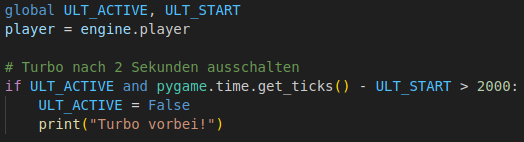 global ULT_ACTIVE, ULT_START
player = engine.player

# Turbo nach 2 Sekunden ausschalten
if ULT_ACTIVE and pygame.time.get_ticks() - ULT_START > 2000:
    ULT_ACTIVE = False
    print("Turbo vorbei!")